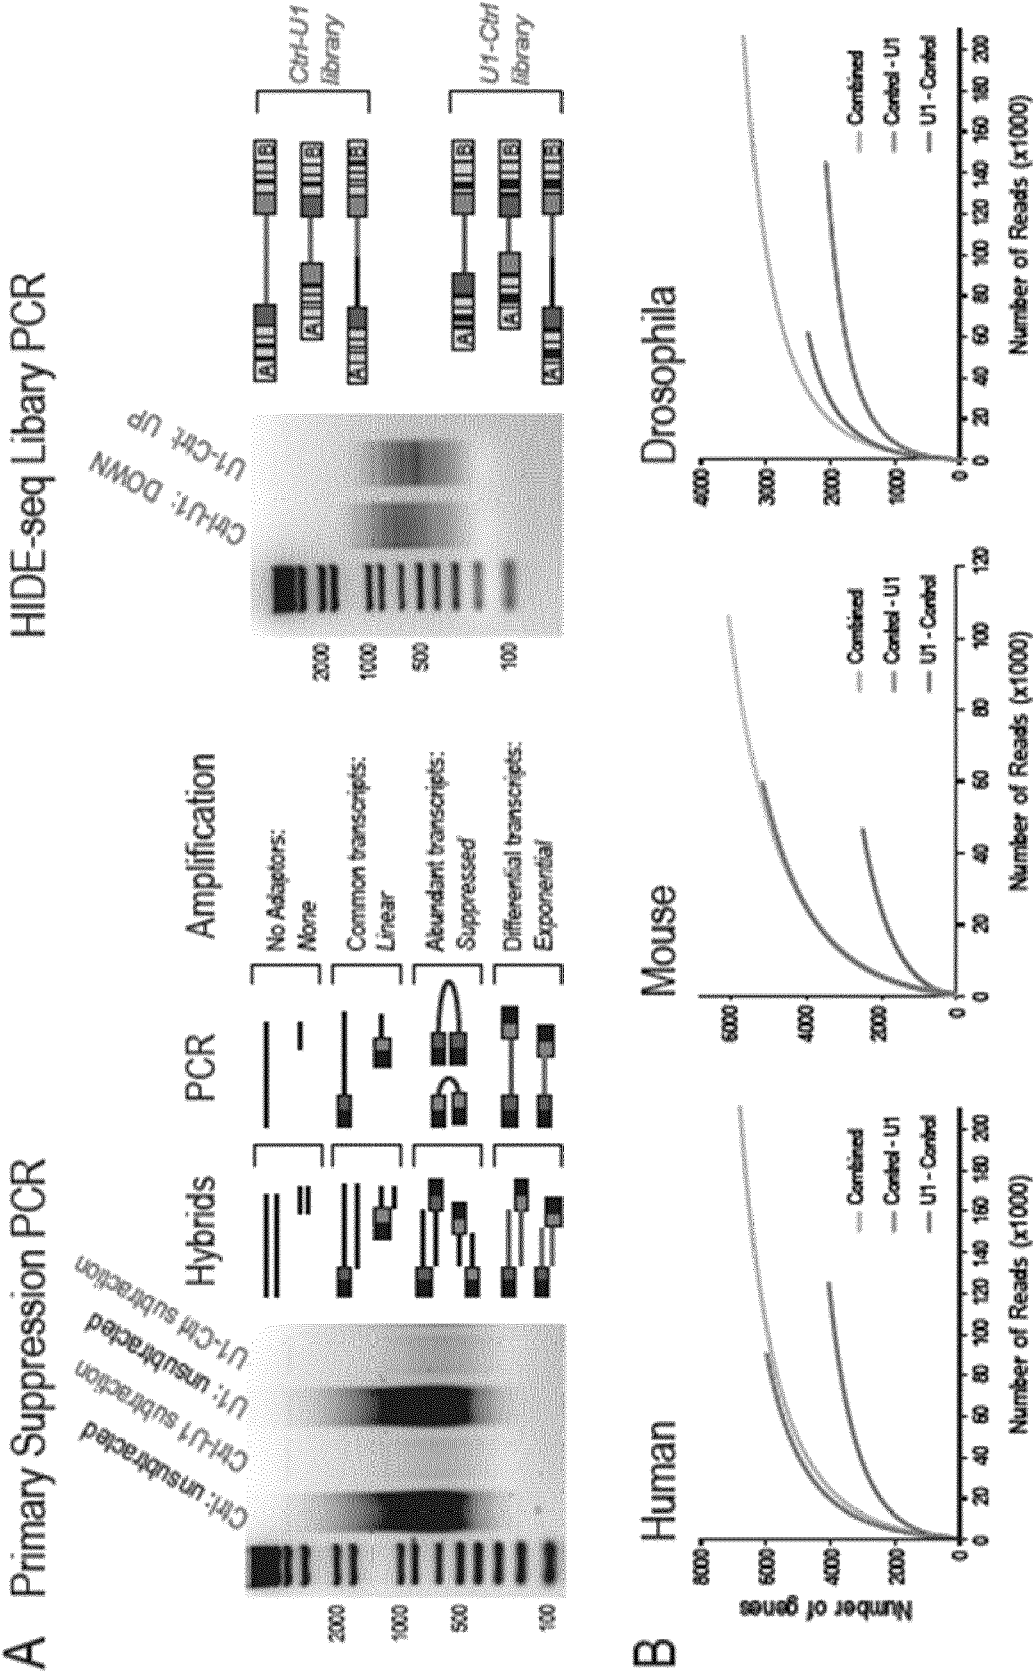 A
Primary Suppression PCR
HIDE-seq Libary PCR
Ctrl: unsubtracted
Ctrl-U1 subtraction
U1: unsubtracted
U1-Ctrl subtraction
2000
1000
500
100
Hybrids
PCR
Amplification
No Adaptors:
None
Common transcripts:
Linear
Abundant transcripts:
Suppressed
Differential transcripts:
Exponential
Ctrl-U1: DOWN
U1-Ctrl: UP
2000
1000
500
100
A B
A B
A B
Ctrl-U1
library
A B
A B
A B
U1-Ctrl
library
B
Human
Number of genes
8000
6000
4000
2000
0
0 20 40 60 80 100 120 140 160 180 200
Number of Reads (x1000)
Combined
Control - U1
U1 - Control
Mouse
6000
4000
2000
0
0 20 40 60 80 100 120
Number of Reads (x1000)
Combined
Control - U1
U1 - Control
Drosophila
4000
3000
2000
1000
0
0 20 40 60 80 100 120 140 160 180 200
Number of Reads (x1000)
Combined
Control - U1
U1 - Control